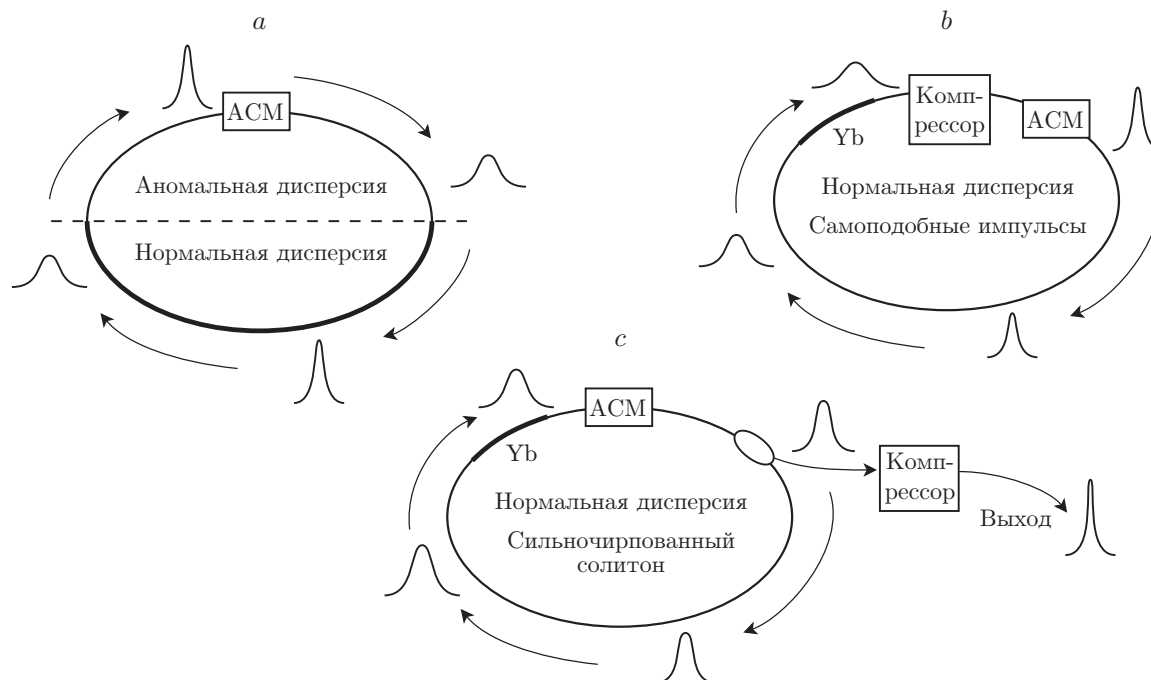 a
АСМ
Аномальная дисперсия
Нормальная дисперсия
b
Комп-
рессор
АСМ
Yb
Нормальная дисперсия
Самоподобные импульсы
c
АСМ
Yb
Комп-
рессор
Нормальная дисперсия
Выход
Сильночирпованный
солитон